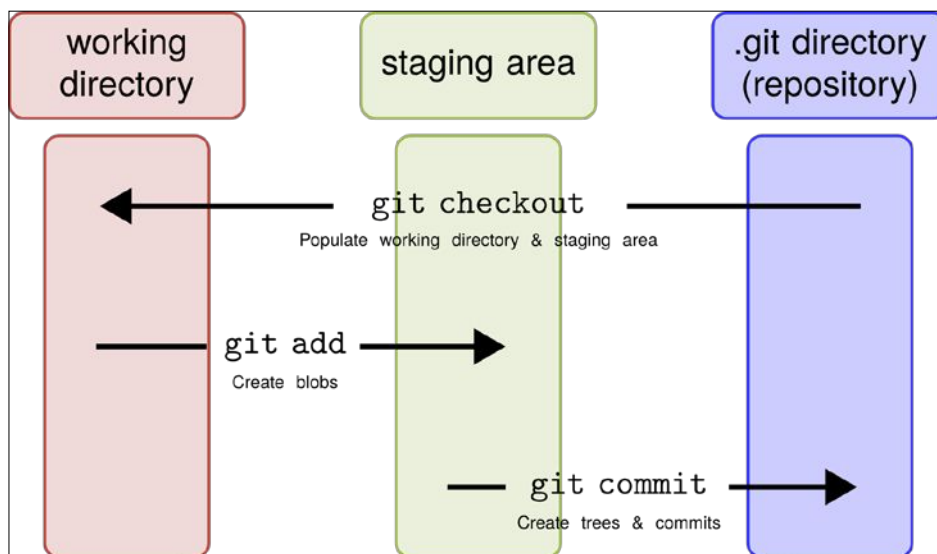 working
directory
staging area
.git directory
(repository)
git checkout
Populate working directory & staging area
git add
Create blobs
git commit
Create trees & commits